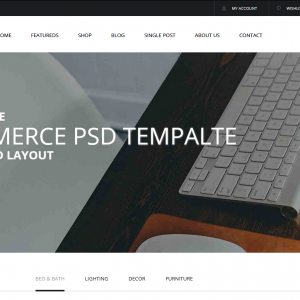 MY ACCOUNT WISHL
OME FEATUREDS SHOP BLOG SINGLE POST ABOUT US CONTACT
E
MERCE PSD TEMPALTE
D LAYOUT
BED & BATH LIGHTING DECOR FURNITURE